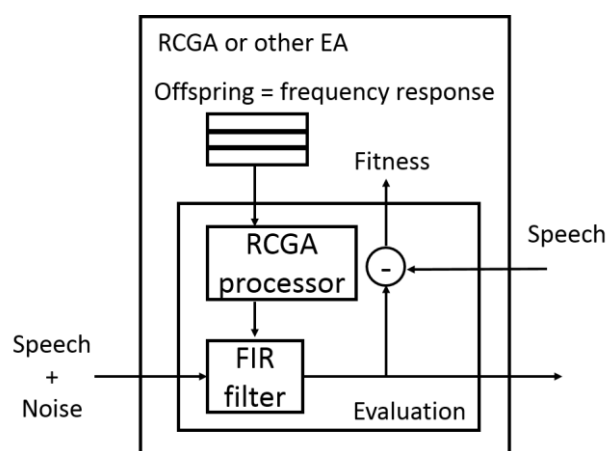 RCGA or other EA
Offspring = frequency response
Fitness
RCGA
processor
-
Speech
Speech
+
Noise
FIR
filter
Evaluation